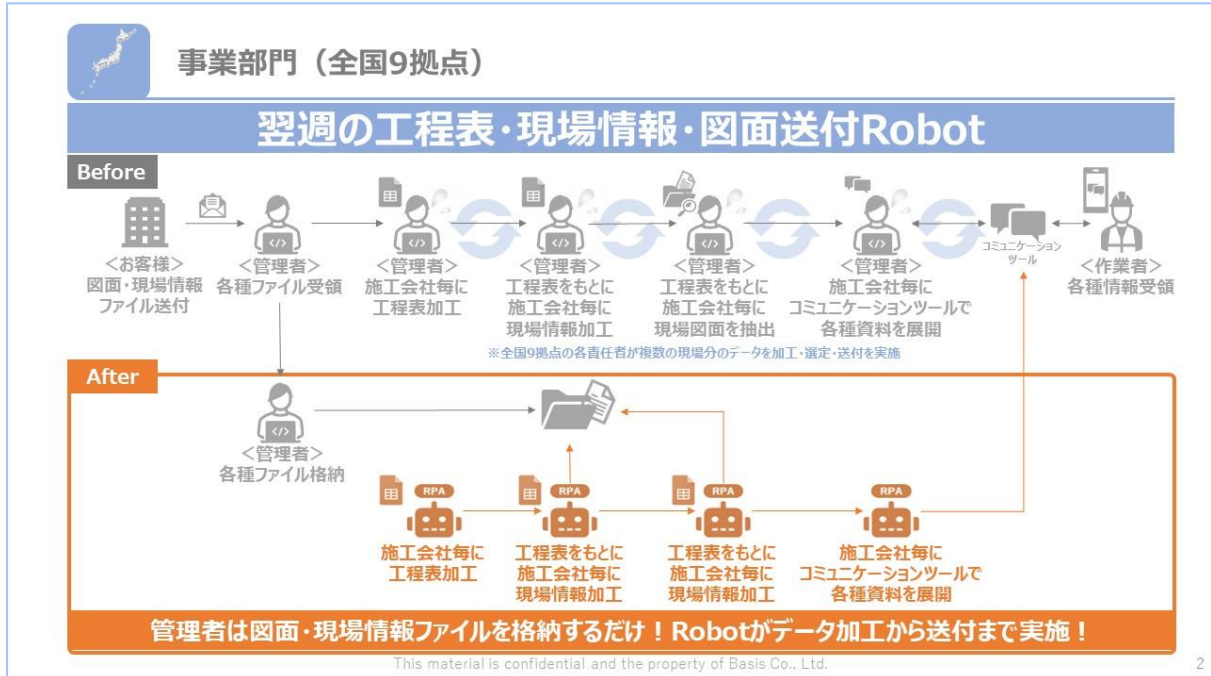 事業部門（全国9拠点）
翌週の工程表・現場情報・図面送付Robot
Before
＜お客様＞
図面・現場情報
ファイル送付
＜管理者＞
各種ファイル受領
＜管理者＞
施工会社毎に
工程表加工
＜管理者＞
工程表をもとに
施工会社毎に
現場情報加工
＜管理者＞
工程表をもとに
施工会社毎に
現場図面を抽出
＜管理者＞
施工会社毎に
コミュニケーションツールで
各種資料を展開
コミュニケーション
ツール
＜作業者＞
各種情報受領
※全国9拠点の各責任者が複数の現場分のデータを加工・選定・送付を実施
After
＜管理者＞
各種ファイル格納
RPA
施工会社毎に
工程表加工
RPA
工程表をもとに
施工会社毎に
現場情報加工
RPA
工程表をもとに
施工会社毎に
現場情報加工
RPA
施工会社毎に
コミュニケーションツールで
各種資料を展開
管理者は図面・現場情報ファイルを格納するだけ！Robotがデータ加工から送付まで実施！
This material is confidential and the property of Basis Co., Ltd.
2